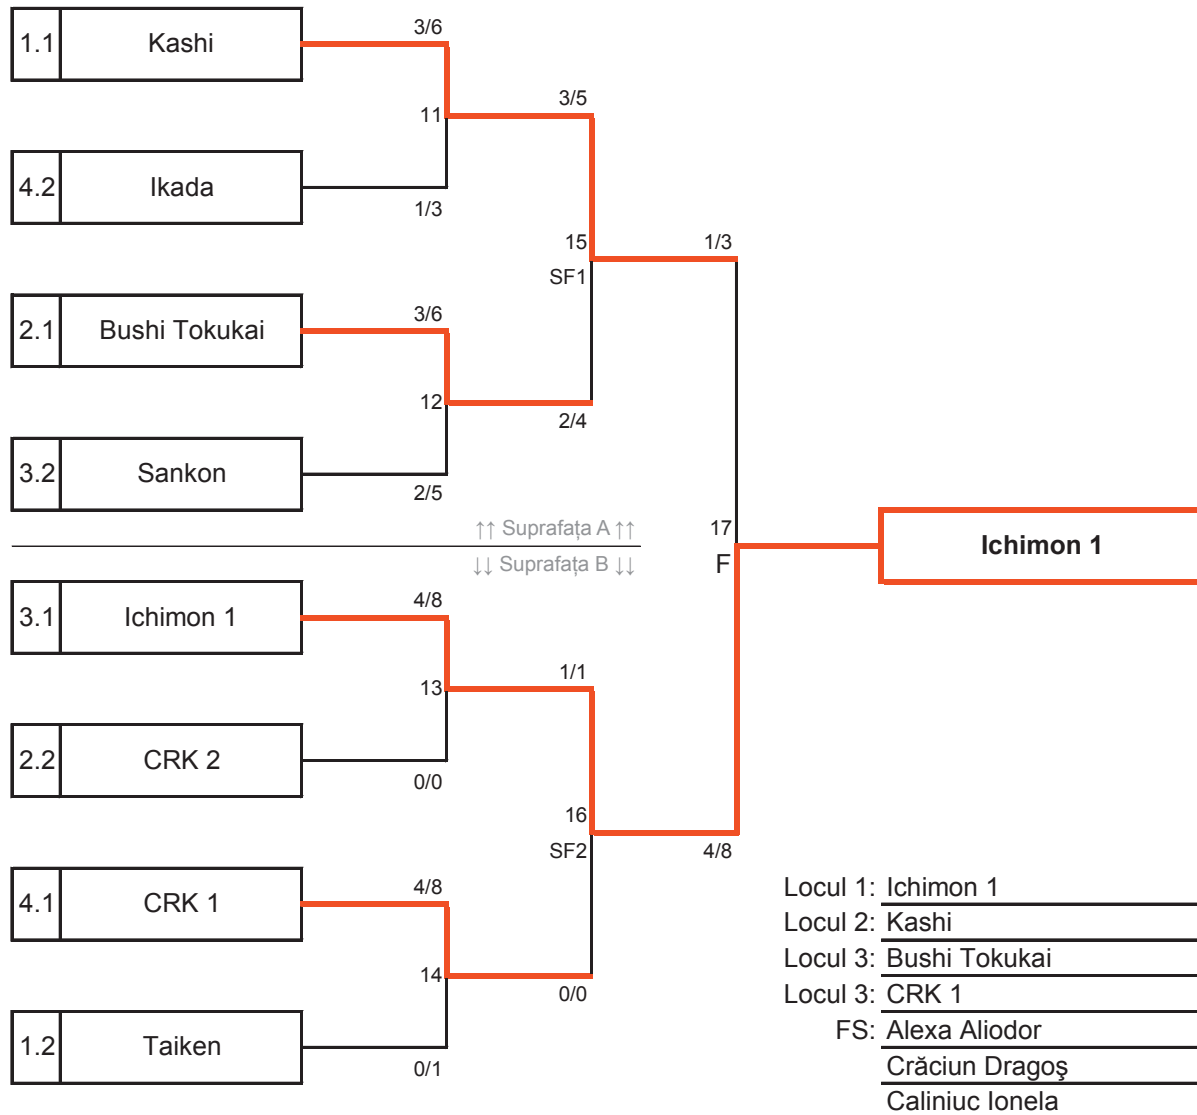 3/6
1.1 Kashi
3/5
11
4.2 Ikada
1/3
15
1/3
SF1
3/6
2.1 Bushi Tokukai
12
2/4
3.2 Sankon
2/5
↑↑ Suprafața A ↑↑
17
Ichimon 1
↓↓ Suprafața B ↓↓
F
4/8
3.1 Ichimon 1
1/1
13
2.2 CRK 2
0/0
16
SF2
4/8
4/8
4.1 CRK 1
14
0/0
1.2 Taiken
0/1
Locul 1: Ichimon 1
Locul 2: Kashi
Locul 3: Bushi Tokukai
Locul 3: CRK 1
FS: Alexa Aliodor
Crăciun Dragoş
Caliniuc Ionela